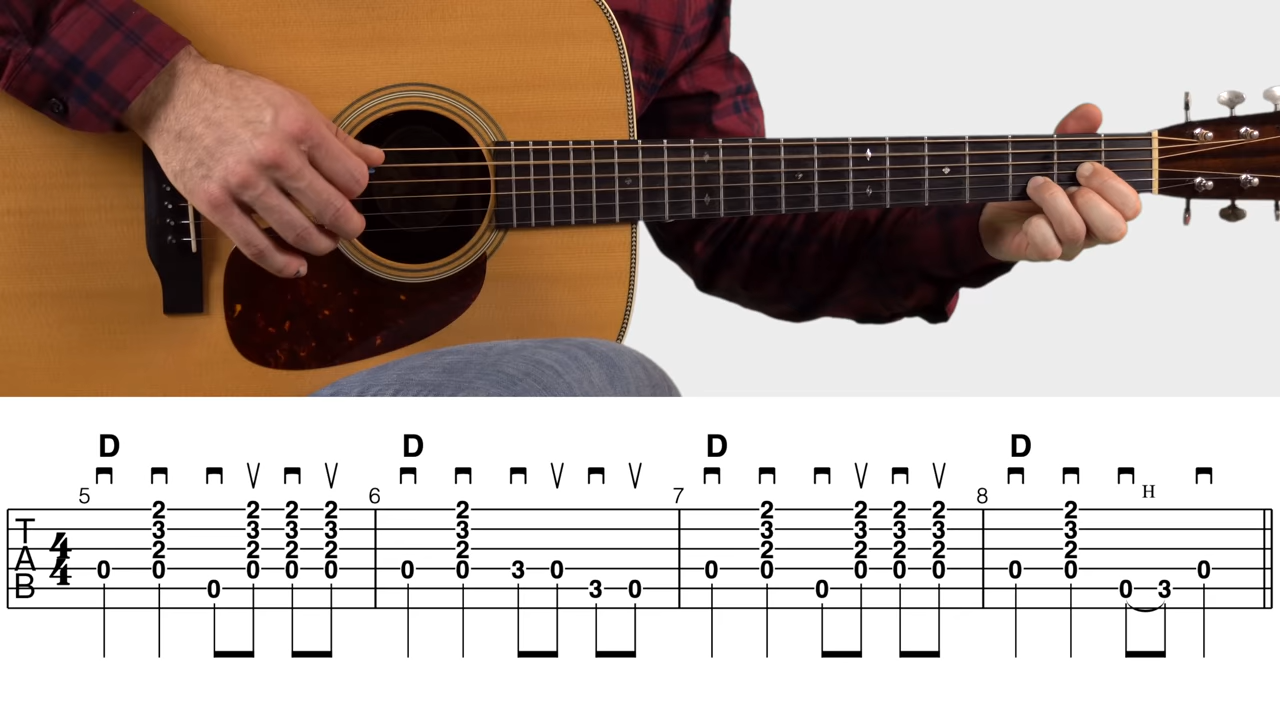 D D D D
5 6 7 8
H
T 2 2 2 2 2 2 2 2 2 2
3 3 3 3 3 3 3 3 3 3
A 4 2 2 2 2 2 2 2 2 2 2
4 0 0 0 0 0 0 0 3 0 0 0 0 0 0 0 0 0
B 0 3 0 0 0 3